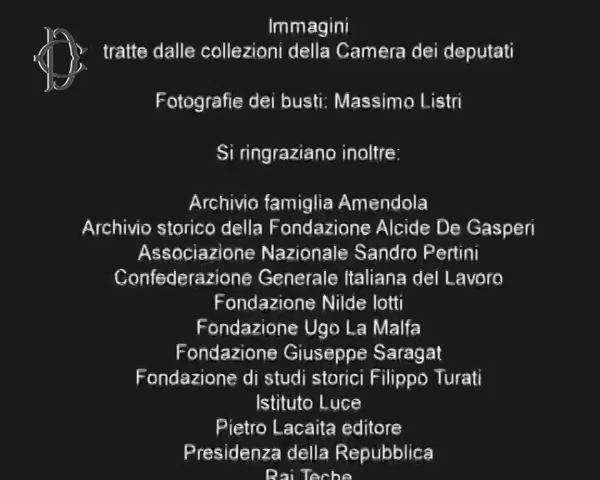 Immagini
tratte dalle collezioni della Camera dei deputati
Fotografie dei busti: Massimo Listri
Si ringraziano inoltre:
Archivio famiglia Amendola
Archivio storico della Fondazione Alcide De Gasperi
Associazione Nazionale Sandro Pertini
Confederazione Generale Italiana del Lavoro
Fondazione Nilde Iotti
Fondazione Ugo La Malfa
Fondazione Giuseppe Saragat
Fondazione di studi storici Filippo Turati
Istituto Luce
Pietro Lacaita editore
Presidenza della Repubblica
Rai Teche